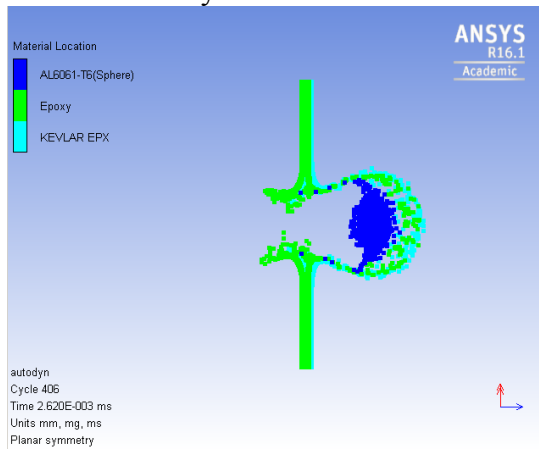 Material Location
AL6061-T6(Sphere)
Epoxy
KEVLAR EPX
ANSYS
R16.1
Academic
autodyn
Cycle 406
Time 2.620E-003 ms
Units mm, mg, ms
Planar symmetry